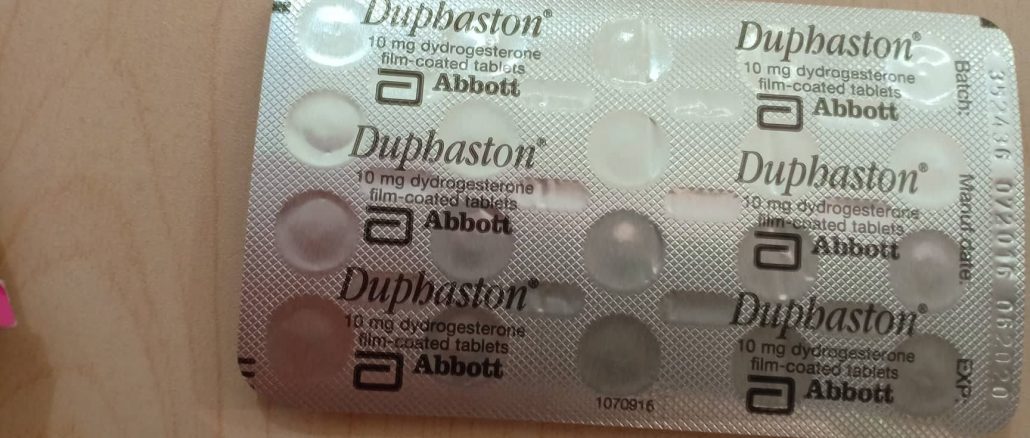 Duphaston®
10 mg dydrogesterone
film-coated tablets
Abbott
Duphaston®
10 mg dydrogesterone
film-coated tablets
Abbott
Duphaston®
10 mg dydrogesterone
film-coated tablets
Abbott
Duphaston®
10 mg dydrogesterone
film-coated tablets
Abbott
Duphaston®
10 mg dydrogesterone
film-coated tablets
Abbott
Duphaston®
10 mg dydrogesterone
film-coated tablets
Abbott
1070916
Batch: Manuf.date: EXP.
352436 072016 062020